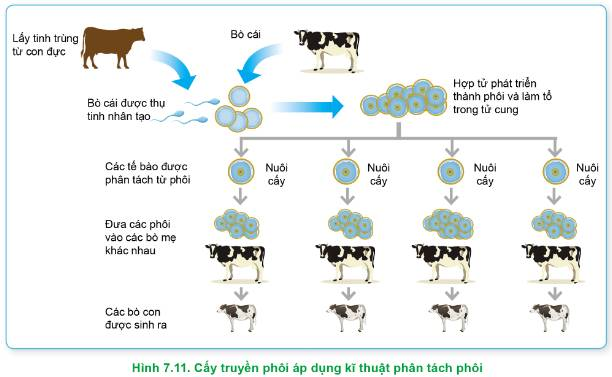 Lấy tinh trùng
từ con đực
Bò cái
Bò cái được thụ
tinh nhân tạo
Hợp tử phát triển
thành phôi và làm tổ
trong tử cung
Các tế bào được
phân tách từ phôi
Nuôi
cấy
Nuôi
cấy
Nuôi
cấy
Nuôi
cấy
Đưa các phôi
vào các bò mẹ
khác nhau
Các bò con
được sinh ra
Hình 7.11. Cấy truyền phôi áp dụng kĩ thuật phân tách phôi